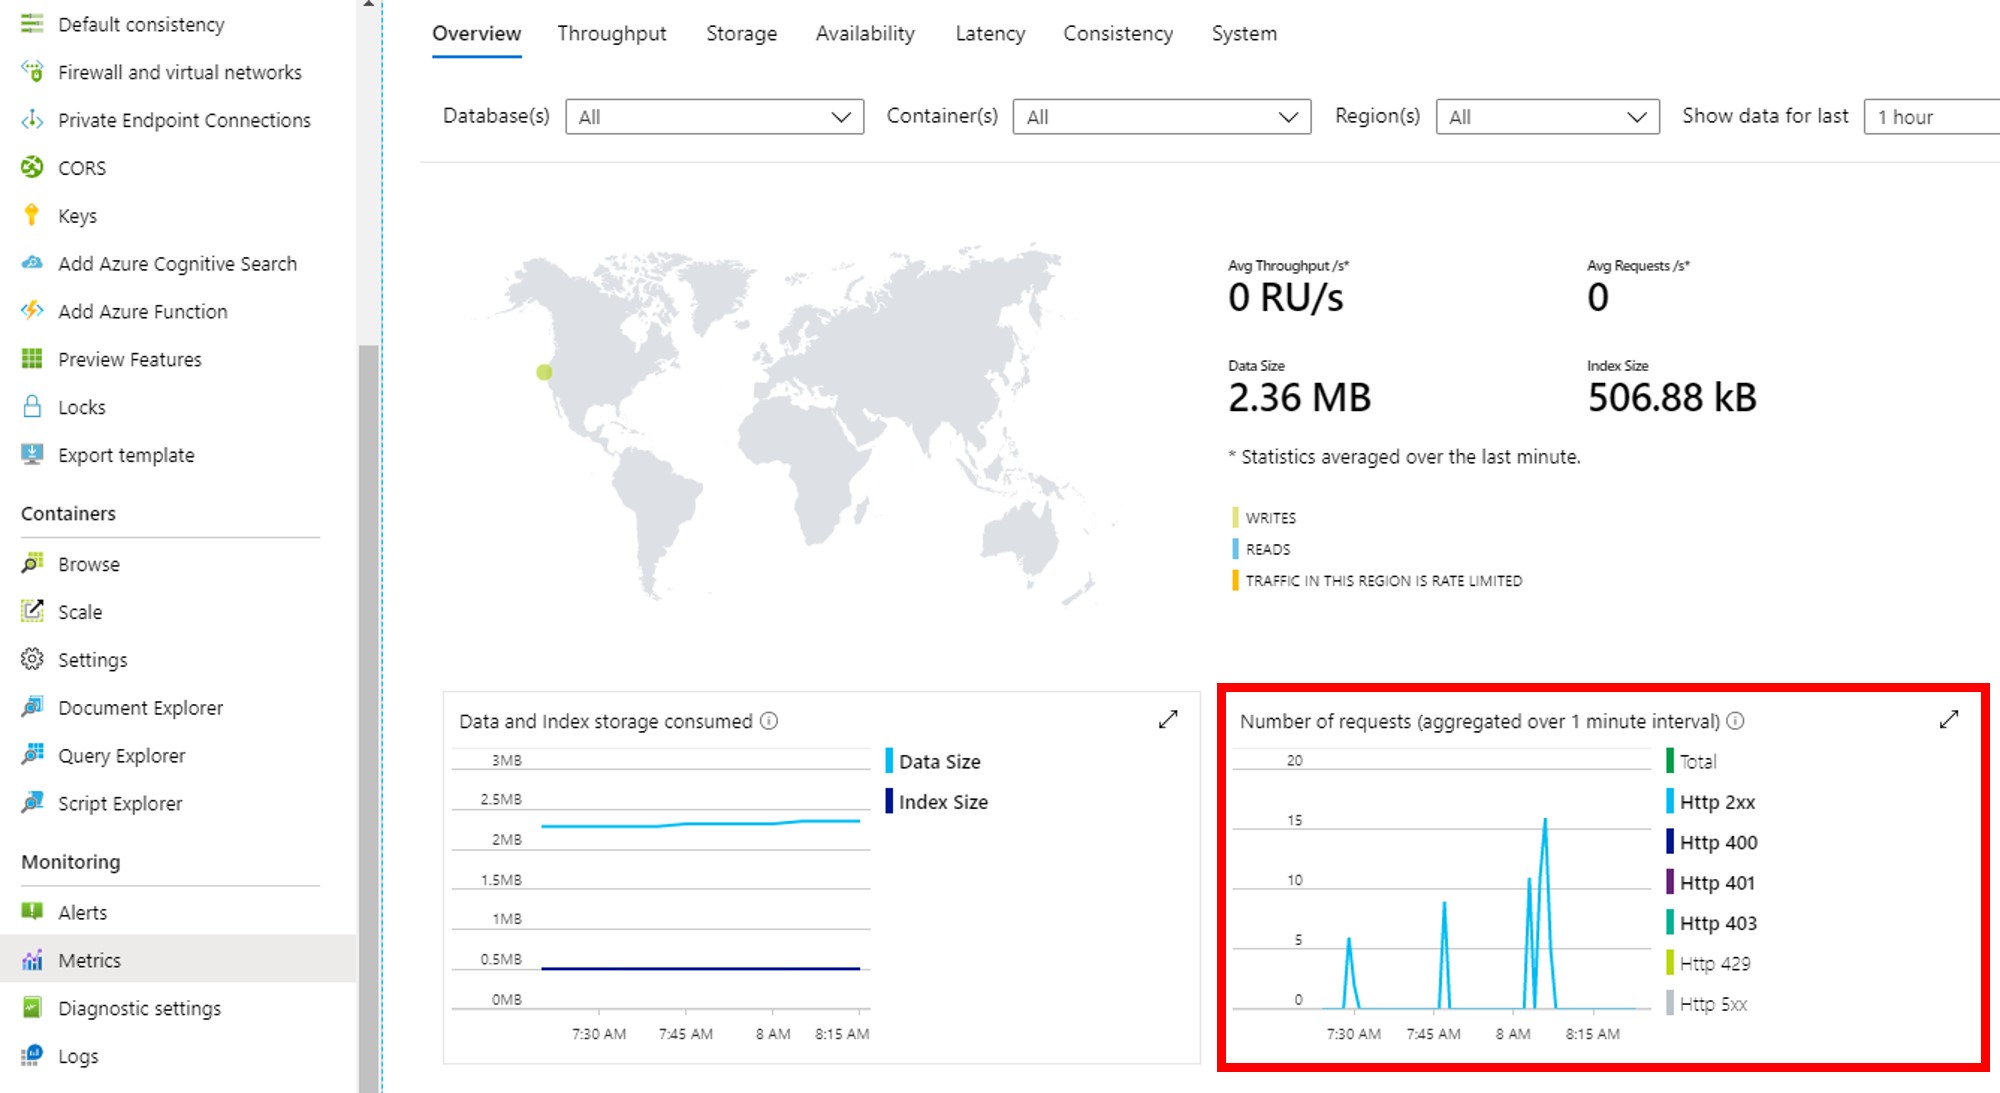 Default consistency
Firewall and virtual networks
Private Endpoint Connections
CORS
Keys
Add Azure Cognitive Search
Add Azure Function
Preview Features
Locks
Export template
Containers
Browse
Scale
Settings
Document Explorer
Query Explorer
Script Explorer
Monitoring
Alerts
Metrics
Diagnostic settings
Logs
Overview Throughput Storage Availability Latency Consistency System
Database(s) All Container(s) All Region(s) All Show data for last 1 hour
Avg Throughput /s* Avg Requests /s*
0 RU/s 0
Data Size Index Size
2.36 MB 506.88 kB
* Statistics averaged over the last minute.
WRITES
READS
TRAFFIC IN THIS REGION IS RATE LIMITED
Data and Index storage consumed
3MB
2.5MB
2MB
1.5MB
1MB
0.5MB
0MB
7:30 AM 7:45 AM 8 AM 8:15 AM
Data Size
Index Size
Number of requests (aggregated over 1 minute interval)
20
15
10
5
0
7:30 AM 7:45 AM 8 AM 8:15 AM
Total
Http 2xx
Http 400
Http 401
Http 403
Http 429
Http 5xx